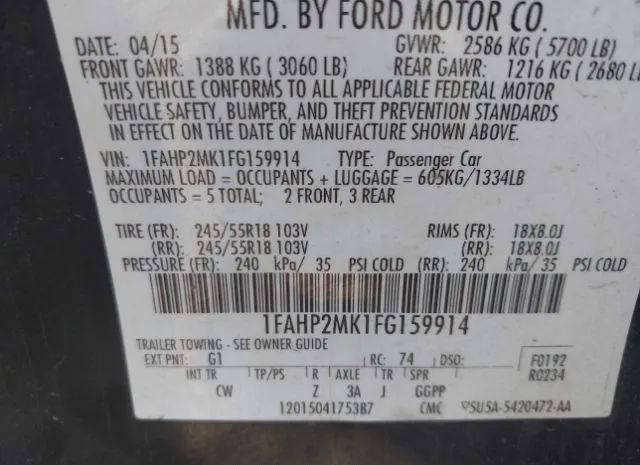 MFD. BY FORD MOTOR CO.
DATE: 04/15 GVWR: 2586 KG ( 5700 LB)
FRONT GAWR: 1388 KG ( 3060 LB) REAR GAWR: 1216 KG ( 2680 LB
THIS VEHICLE CONFORMS TO ALL APPLICABLE FEDERAL MOTOR
VEHICLE SAFETY, BUMPER, AND THEFT PREVENTION STANDARDS
IN EFFECT ON THE DATE OF MANUFACTURE SHOWN ABOVE.
VIN: 1FAHP2MK1FG159914 TYPE: Passenger Car
MAXIMUM LOAD = OCCUPANTS + LUGGAGE = 605KG/1334LB
OCCUPANTS = 5 TOTAL; 2 FRONT, 3 REAR
TIRE (FR): 245/55R18 103V RIMS (FR): 18X8.0J
(RR): 245/55R18 103V (RR): 18X8.0J
PRESSURE (FR): 240 kPa/ 35 PSI COLD (RR): 240 kPa/ 35 PSI COLD
1FAHP2MK1FG159914
TRAILER TOWING - SEE OWNER GUIDE
EXT PNT: G1 RC: 74 DSO: F0192
INT TR TP/PS R AXLE TR SPR R0234
CW Z 3A J GGPP
1201504175387 CMC SU5A-5420472-AA